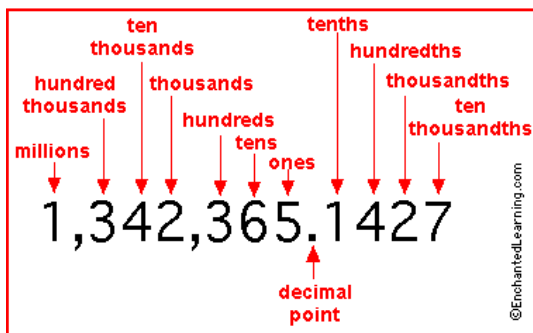 ten
thousands
tenths
hundredths
hundred
thousands
thousands
thousandths
ten
thousandths
hundreds
tens
ones
millions
1,342,365.1427
decimal
point
©EnchantedLearning.com